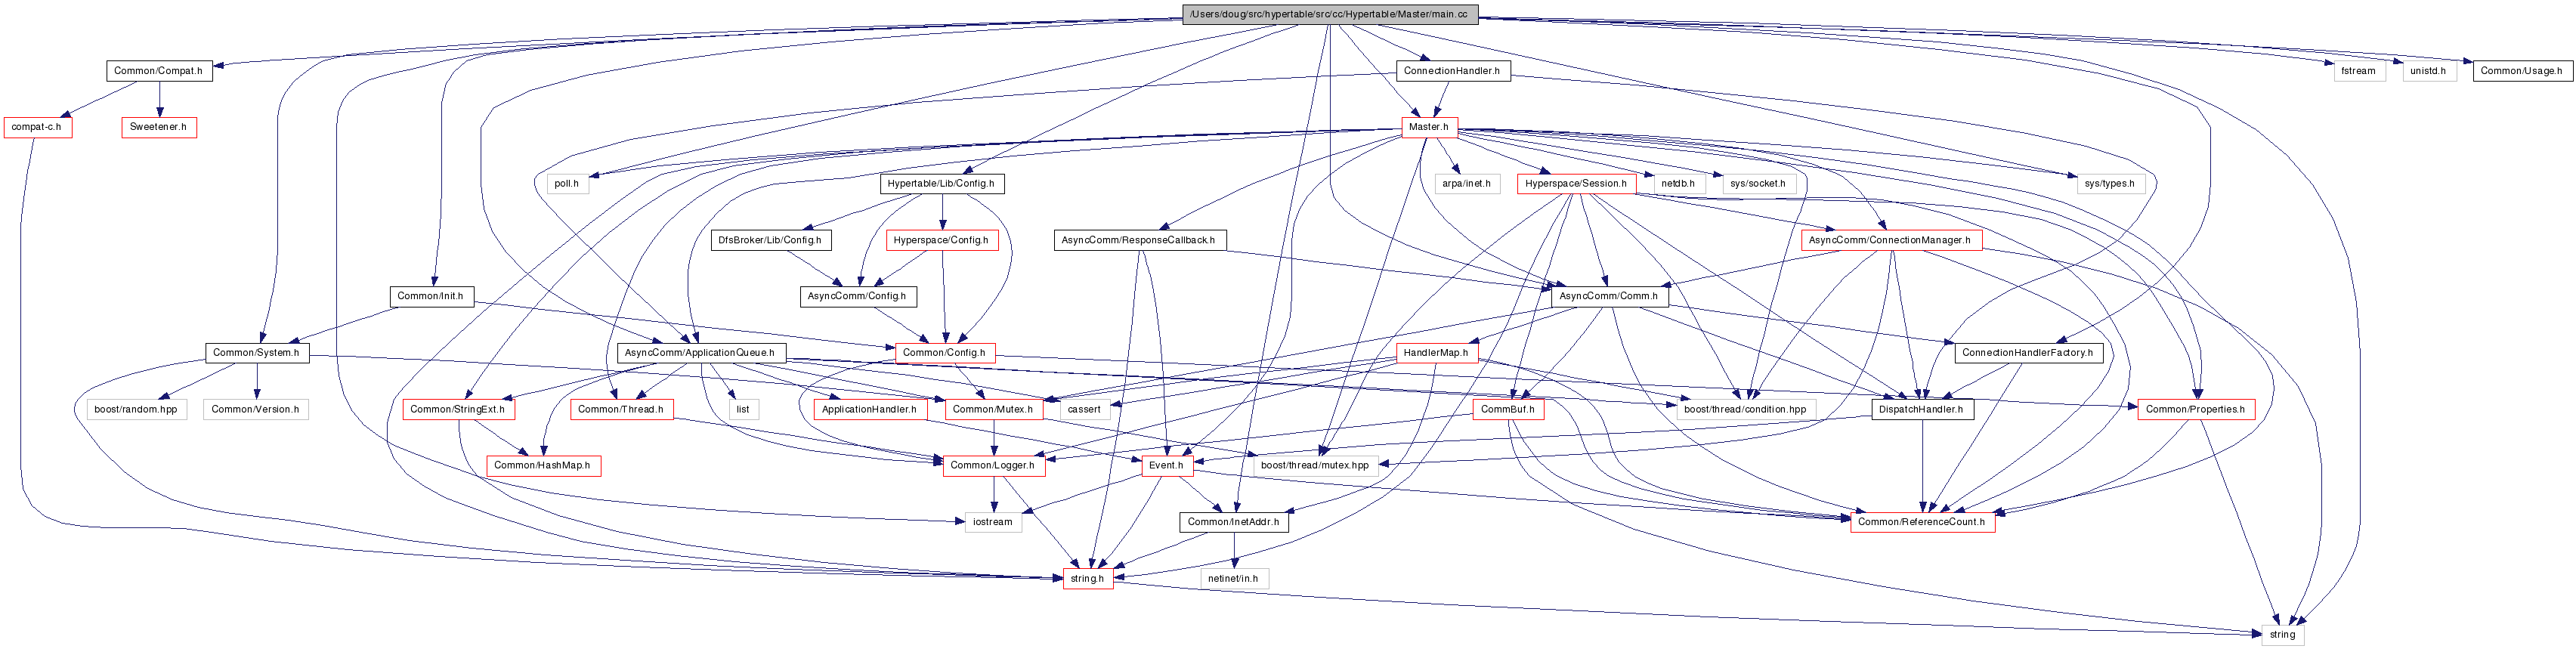 /Users/doug/src/hypertable/src/cc/Hypertable/Master/main.cc
Common/Compat.h
ConnectionHandler.h
fstream
unistd.h
Common/Usage.h
compat-c.h
Sweetener.h
Master.h
poll.h
Hypertable/Lib/Config.h
arpa/inet.h
Hyperspace/Session.h
netdb.h
sys/socket.h
sys/types.h
DfsBroker/Lib/Config.h
Hyperspace/Config.h
AsyncComm/ResponseCallback.h
AsyncComm/ConnectionManager.h
Common/Init.h
AsyncComm/Config.h
AsyncComm/Comm.h
Common/System.h
AsyncComm/ApplicationQueue.h
Common/Config.h
HandlerMap.h
ConnectionHandlerFactory.h
boost/random.hpp
Common/Version.h
Common/StringExt.h
Common/Thread.h
list
ApplicationHandler.h
Common/Mutex.h
cassert
CommBuf.h
boost/thread/condition.hpp
DispatchHandler.h
Common/Properties.h
Common/HashMap.h
Common/Logger.h
Event.h
boost/thread/mutex.hpp
iostream
Common/InetAddr.h
Common/ReferenceCount.h
string.h
netinet/in.h
string